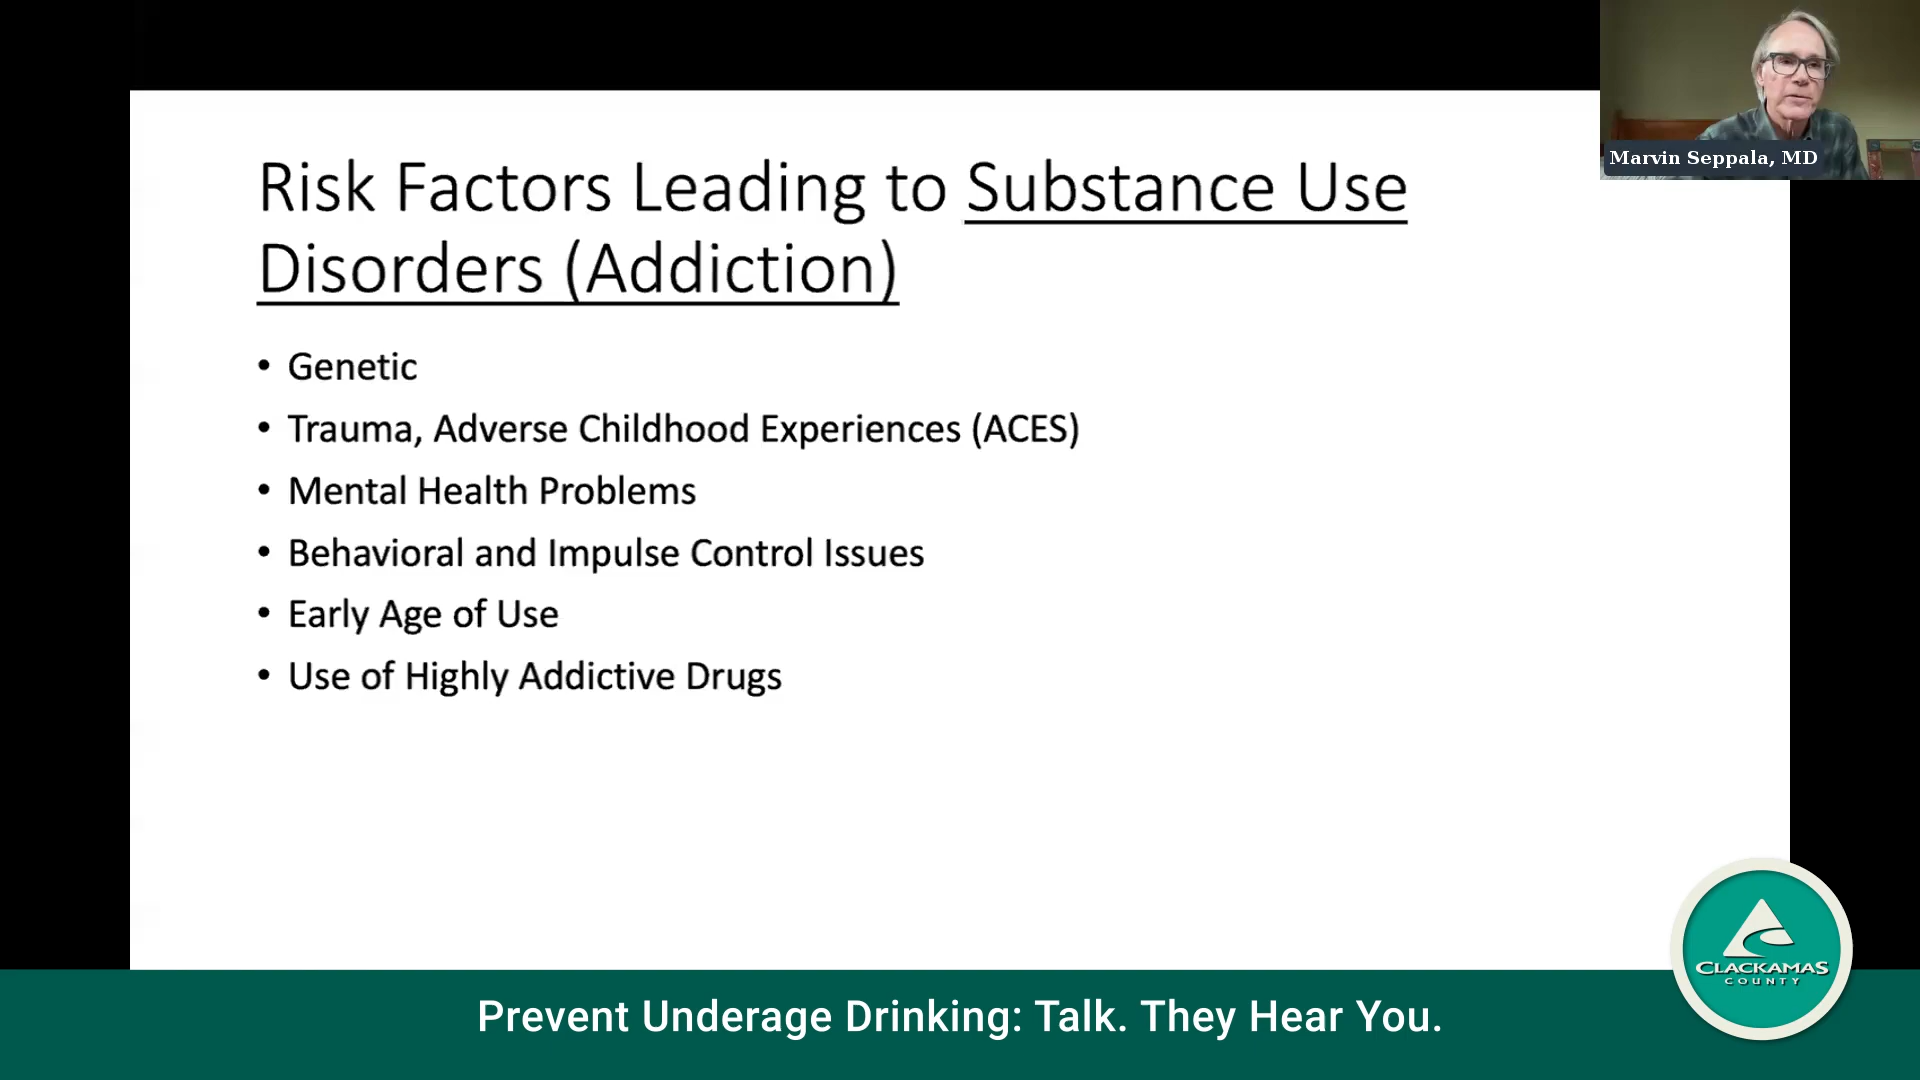 Marvin Seppala, MD
Risk Factors Leading to Substance Use
Disorders (Addiction)
• Genetic
• Trauma, Adverse Childhood Experiences (ACES)
• Mental Health Problems
• Behavioral and Impulse Control Issues
• Early Age of Use
• Use of Highly Addictive Drugs
CLACKAMAS
COUNTY
Prevent Underage Drinking: Talk. They Hear You.